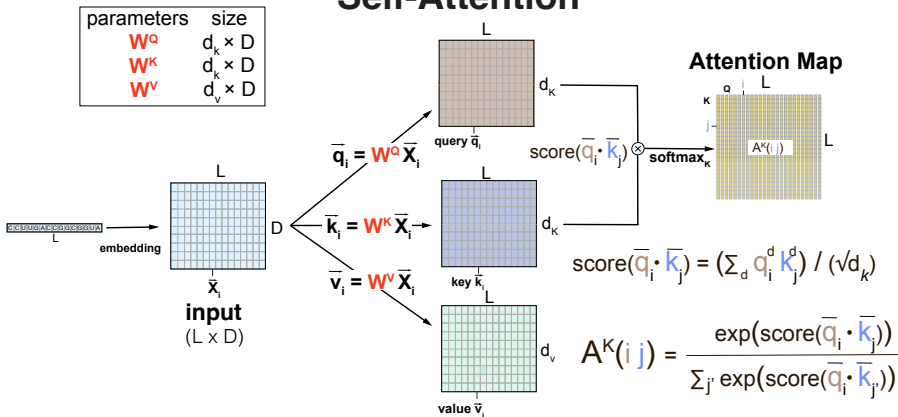 Self-Attention
parameters size
W^Q d_k × D
W^K d_k × D
W^V d_v × D
L
d_K
query q⃗_i
Attention Map
Q i L
K
j
L
A^K(i j)
q⃗_i = W^Q X⃗_i
score(q̅_i · k̅_j)
⊗
softmax_K
L
CCUUGACCGGCGGUA
L
embedding
D
X⃗_i
input
(L x D)
k⃗_i = W^K X⃗_i
L
d_K
key k⃗_i
v⃗_i = W^V X⃗_i
L
d_v
value v⃗_i
score(q̅_i · k̅_j) = (∑_d q_i^d k_j^d) / (√d_k)
A^K(i j) = exp(score(q̅_i · k̅_j)) / ∑_j' exp(score(q̅_i · k̅_j'))